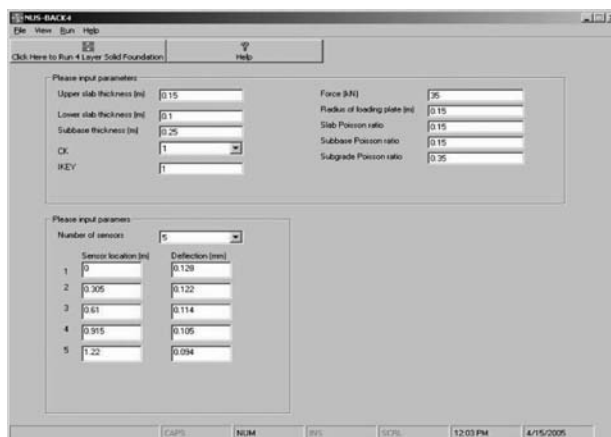 NUS-BACK4
File View Run Help
Click Here to Run 4 Layer Solid Foundation
Help
Please input parameters
Upper slab thickness (m) 0.15
Lower slab thickness (m) 0.1
Subbase thickness (m) 0.25
CK 1
IKEY 1
Force (kN) 35
Radius of loading plate (m) 0.15
Slab Poisson ratio 0.15
Subbase Poisson ratio 0.15
Subgrade Poisson ratio 0.35
Please input paramers
Number of sensors 5
Sensor location (m) Deflection (mm)
1 0 0.128
2 0.305 0.122
3 0.61 0.114
4 0.915 0.105
5 1.22 0.094
CAPS NUM INS SCRL 12:03 PM 4/15/2005